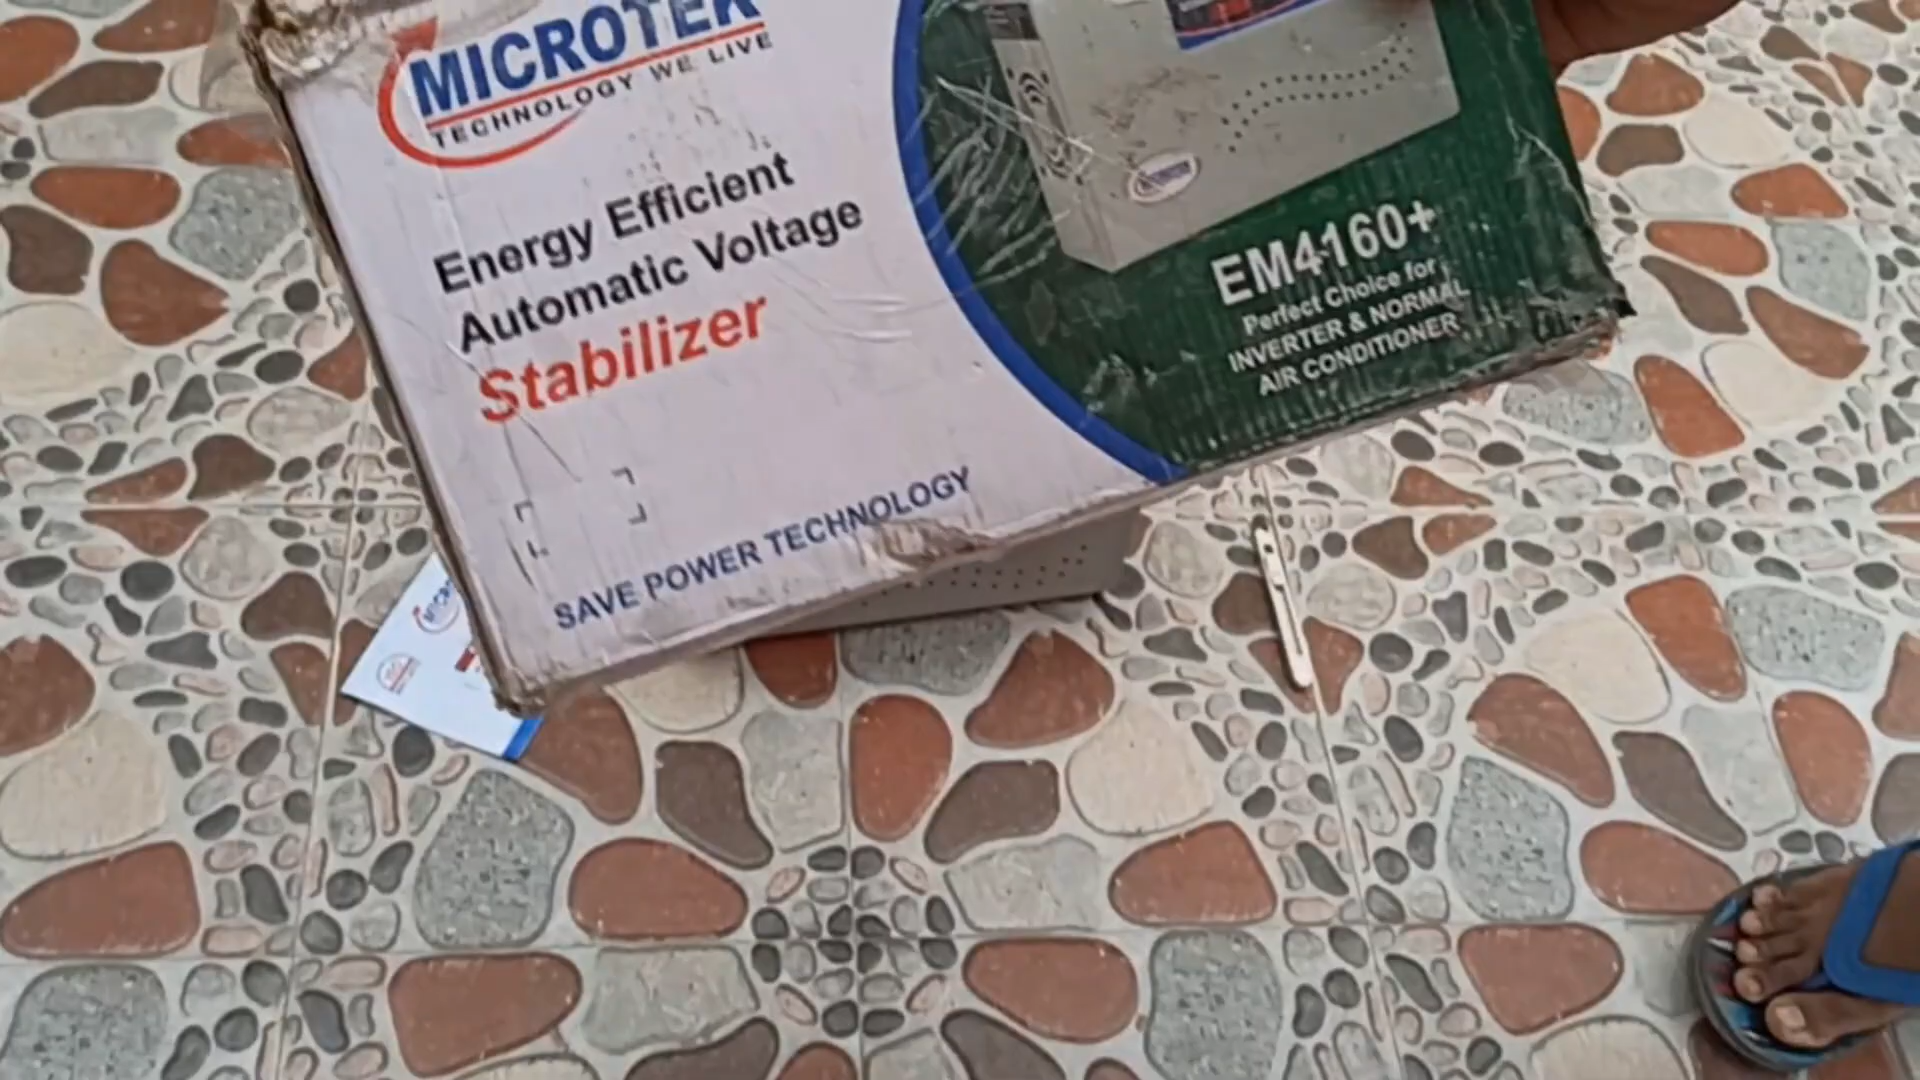 MICROTEK
TECHNOLOGY WE LIVE
Energy Efficient
Automatic Voltage
Stabilizer
SAVE POWER TECHNOLOGY
EM4160+
Perfect Choice for
INVERTER & NORMAL
AIR CONDITIONER